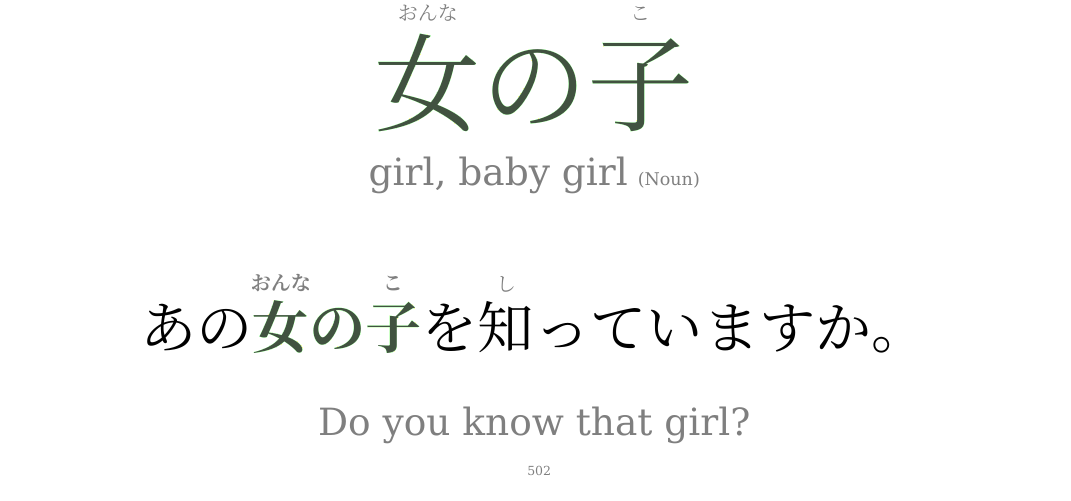 おんな こ
女の子
girl, baby girl (Noun)
おんな こ し
あの女の子を知っていますか。
Do you know that girl?
502